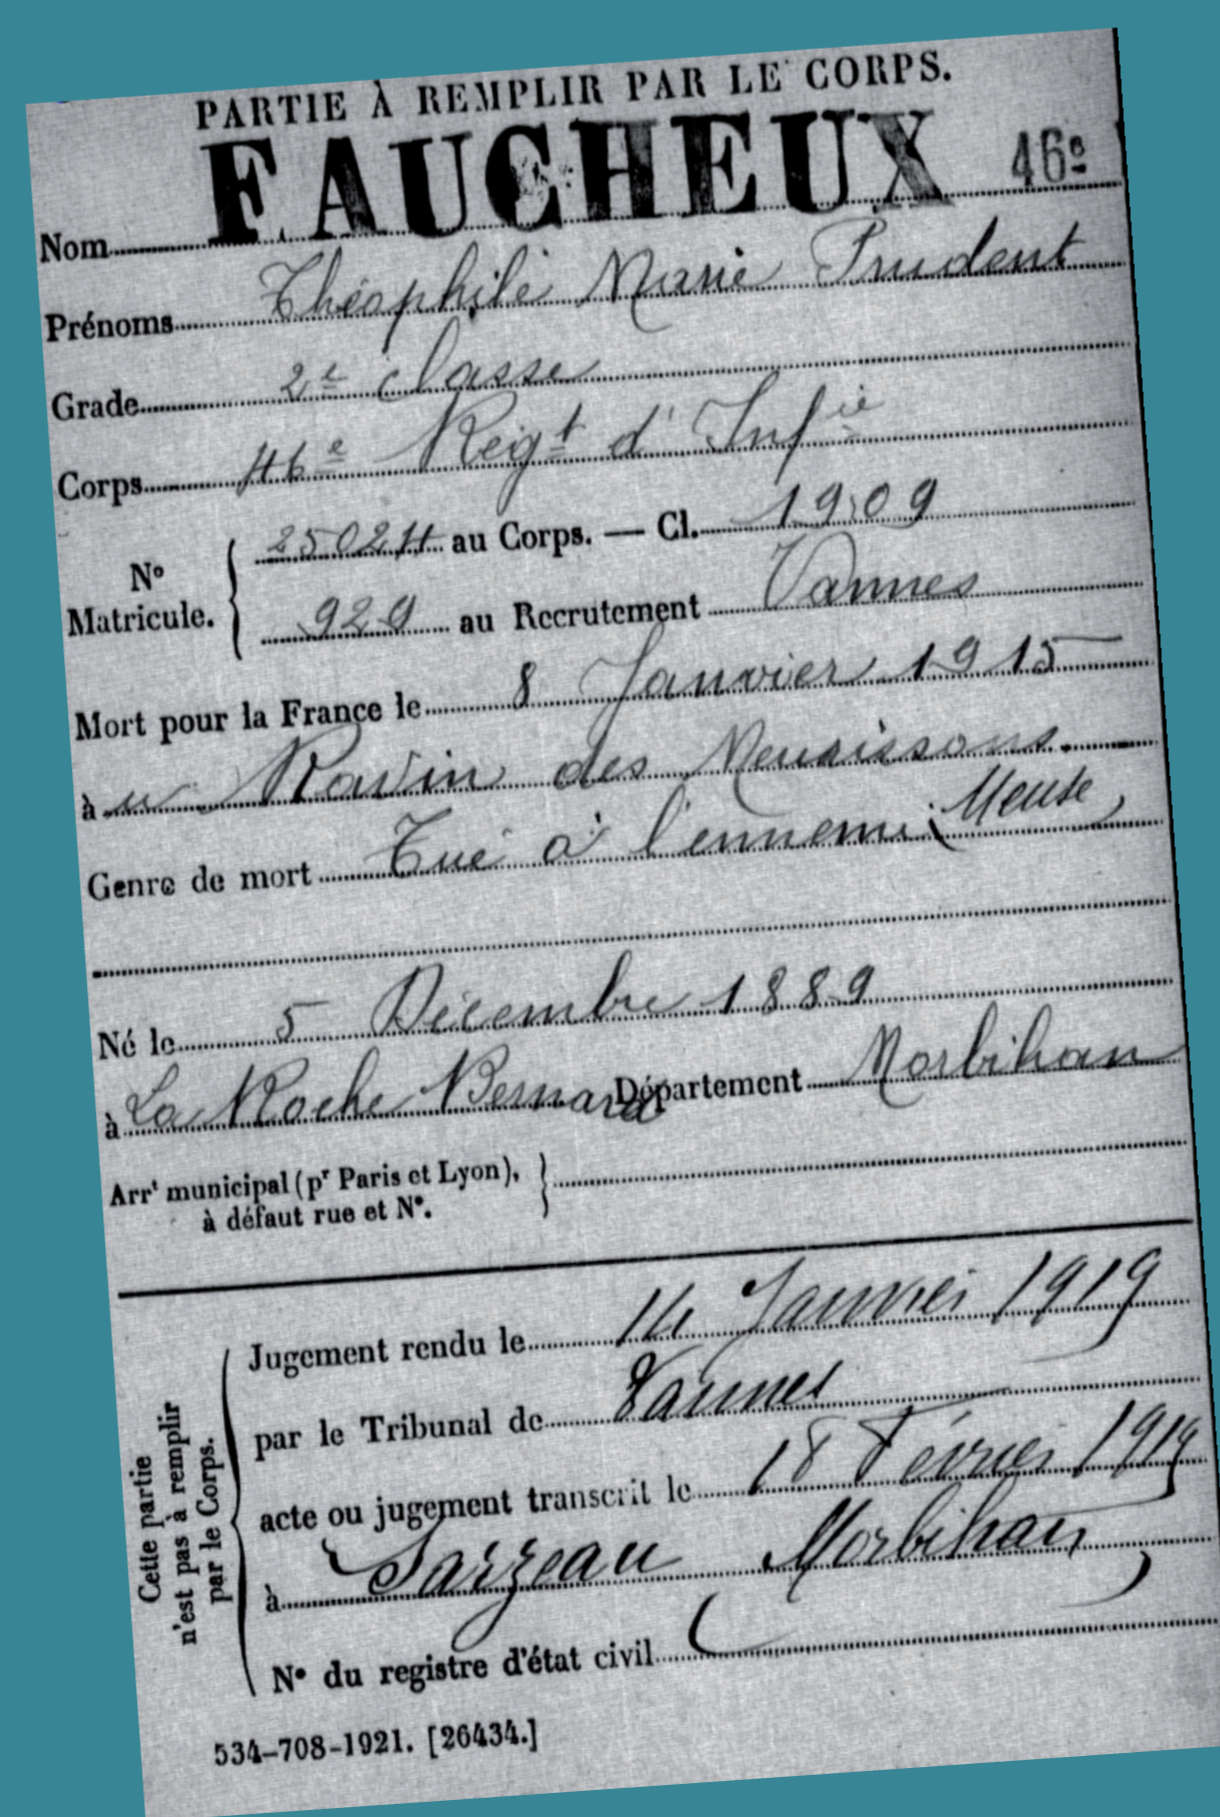 PARTIE À REMPLIR PAR LE CORPS.
Nom FAUCHEUX 46e
Prénoms Théophile Marie Prudent
Grade 2e classe
Corps 46e Regt d'Infie
No Matricule. { 25024 au Corps. — Cl. 1909
929 au Recrutement Vannes
Mort pour la France le 8 Janvier 1915
à u Ravin des Meurissons
Genre de mort Tué à l'ennemi (Meuse)
Né le 5 Décembre 1889
à La Roche Bernard Département Morbihan
Arrt municipal (pr Paris et Lyon), }
à défaut rue et No.
Cette partie
n'est pas à remplir
par le Corps.
Jugement rendu le 14 Janvier 1919
par le Tribunal de Vannes
acte ou jugement transcrit le 18 Février 1919
à Sarzeau Morbihan
No du registre d'état civil
534-708-1921. [26434.]